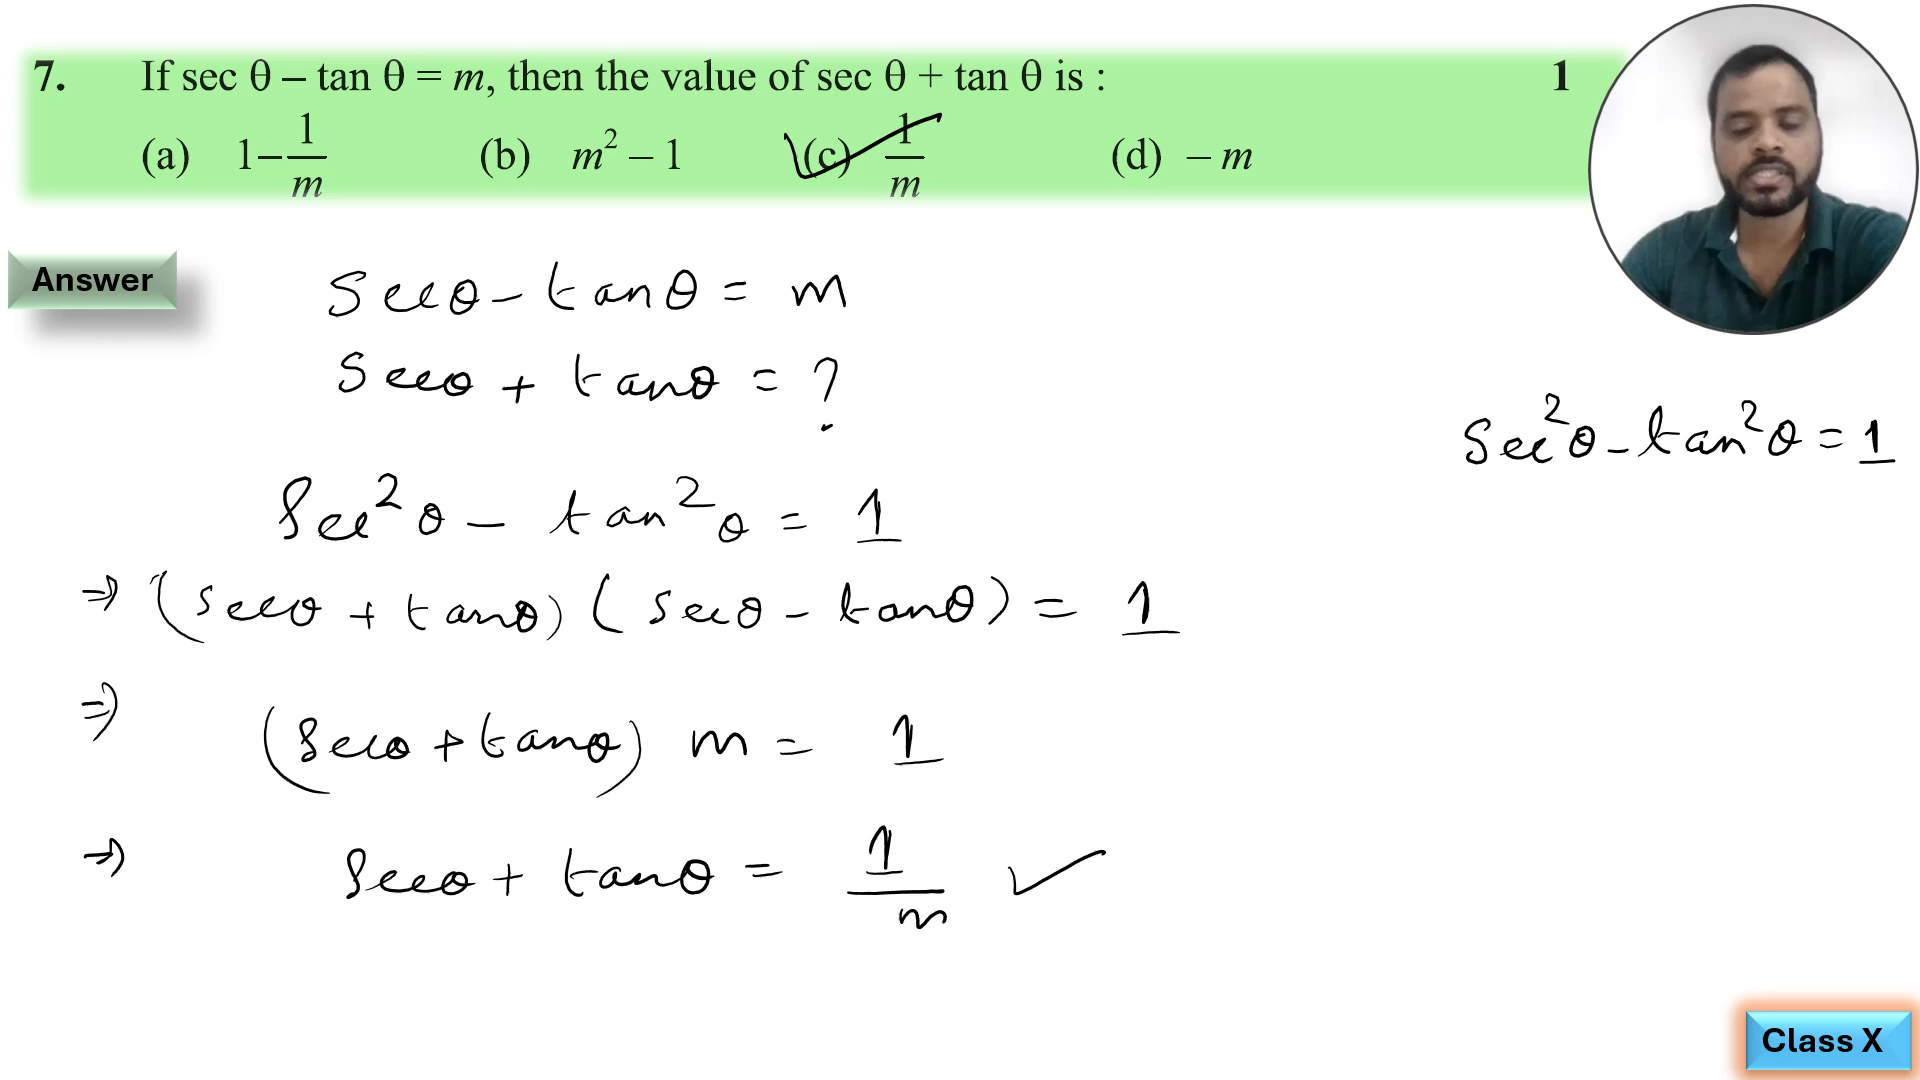 7. If sec θ – tan θ = m, then the value of sec θ + tan θ is : 1
(a) 1–1/m (b) m² – 1 (c) 1/m (d) – m
Answer
Secθ – tanθ = m
Secθ + tanθ = ?
Sec²θ – tan²θ = 1
Sec²θ – tan²θ = 1
⇒ (secθ + tanθ) (secθ – tanθ) = 1
⇒ (Secθ + tanθ) m = 1
⇒ Secθ + tanθ = 1/m ✓
Class X